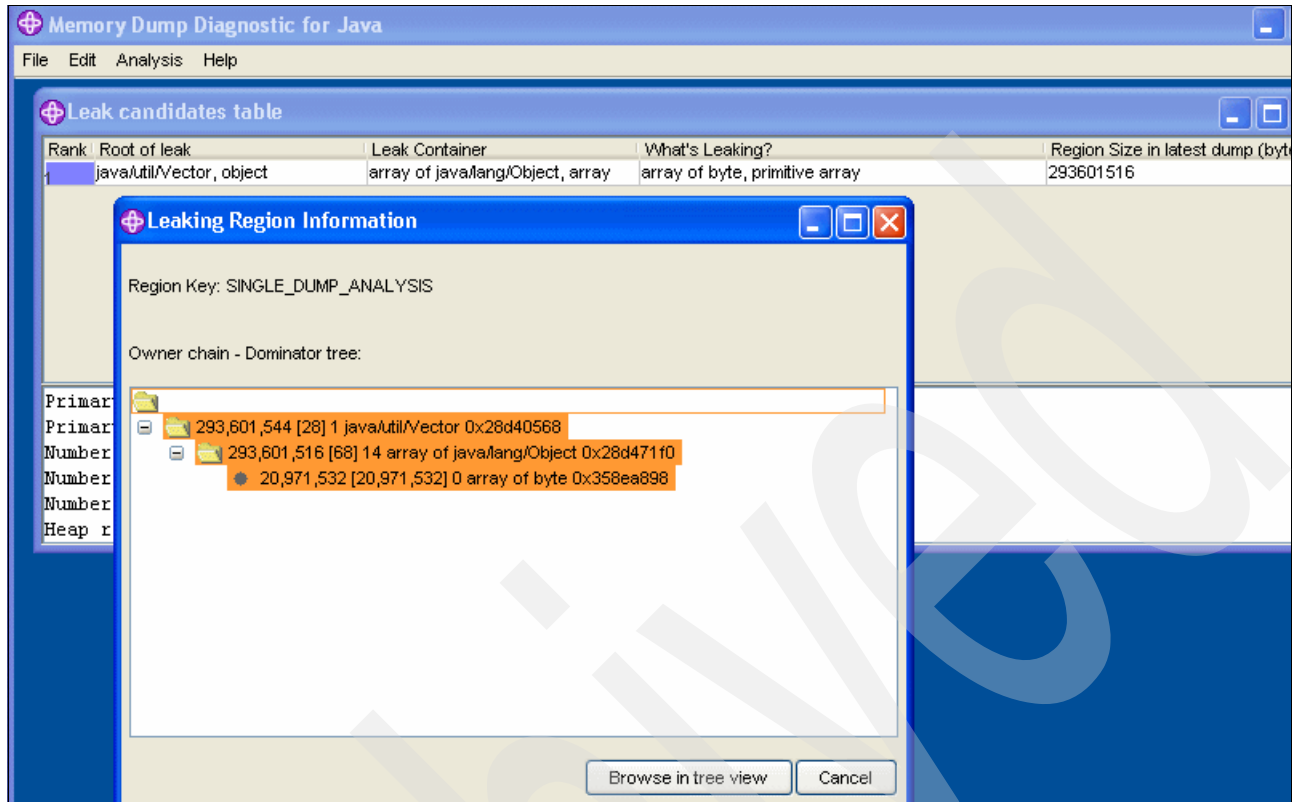 Memory Dump Diagnostic for Java
File Edit Analysis Help
Leak candidates table
Rank Root of leak Leak Container What's Leaking? Region Size in latest dump (byte
1 java/util/Vector, object array of java/lang/Object, array array of byte, primitive array 293601516
Leaking Region Information
Region Key: SINGLE_DUMP_ANALYSIS
Owner chain - Dominator tree:
Primar
Primar
293,601,544 [28] 1 java/util/Vector 0x28d40568
Number
293,601,516 [68] 14 array of java/lang/Object 0x28d471f0
Number
20,971,532 [20,971,532] 0 array of byte 0x358ea898
Number
Heap r
Browse in tree view Cancel